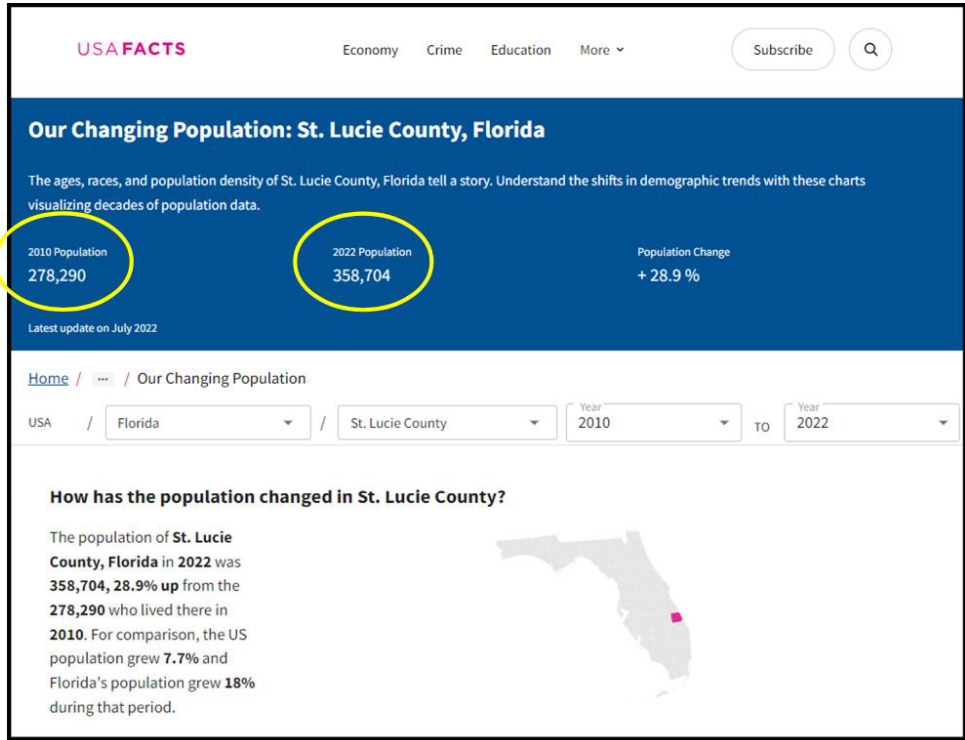 USAFACTS
Economy Crime Education More
Subscribe
Our Changing Population: St. Lucie County, Florida
The ages, races, and population density of St. Lucie County, Florida tell a story. Understand the shifts in demographic trends with these charts
visualizing decades of population data.
2010 Population 2022 Population Population Change
278,290 358,704 + 28.9 %
Latest update on July 2022
Home / ... / Our Changing Population
Year Year
USA / Florida / St. Lucie County 2010 TO 2022
How has the population changed in St. Lucie County?
The population of St. Lucie
County, Florida in 2022 was
358,704, 28.9% up from the
278,290 who lived there in
2010. For comparison, the US
population grew 7.7% and
Florida's population grew 18%
during that period.